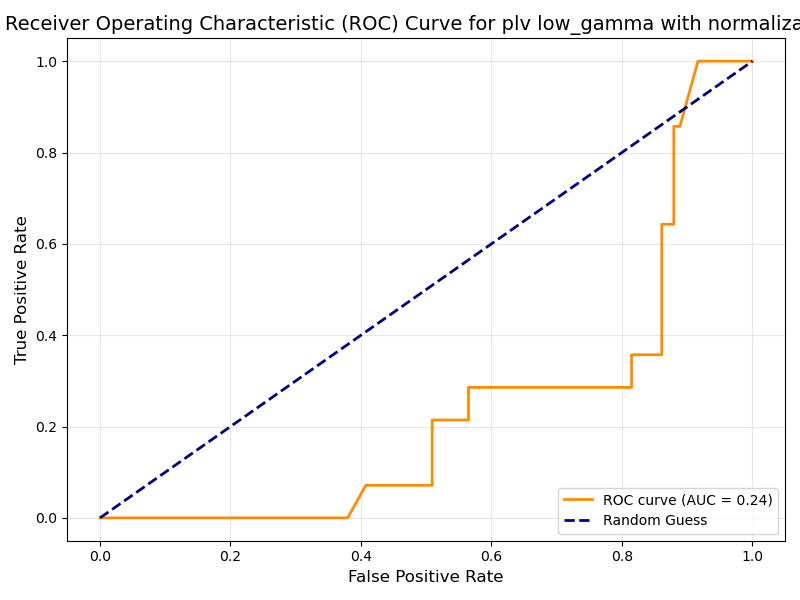 Receiver Operating Characteristic (ROC) Curve for plv low_gamma with normaliza
1.0
0.8
0.6
0.4
0.2
0.0
True Positive Rate
ROC curve (AUC = 0.24)
Random Guess
0.0 0.2 0.4 0.6 0.8 1.0
False Positive Rate